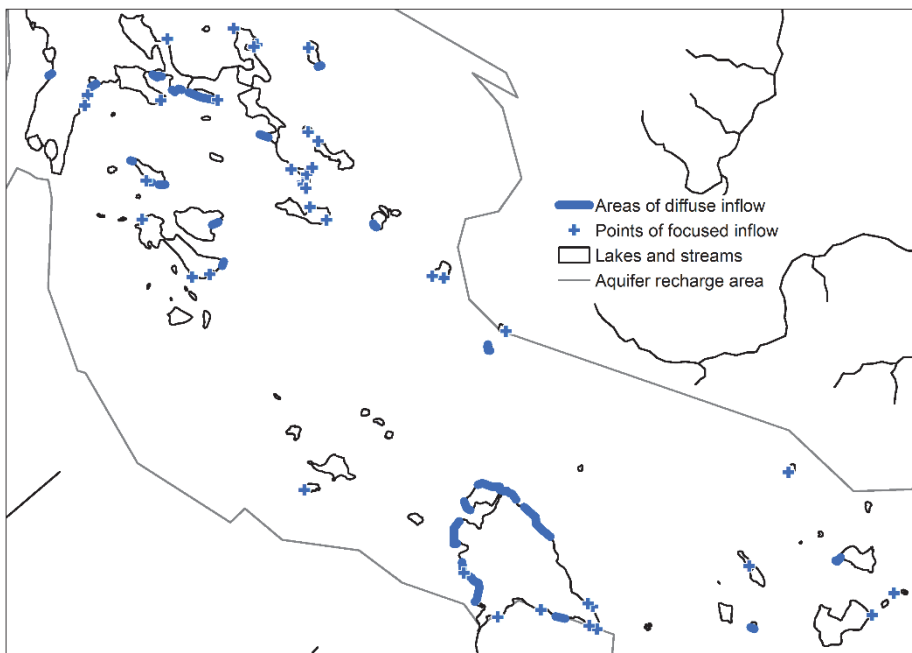 Areas of diffuse inflow
Points of focused inflow
Lakes and streams
Aquifer recharge area